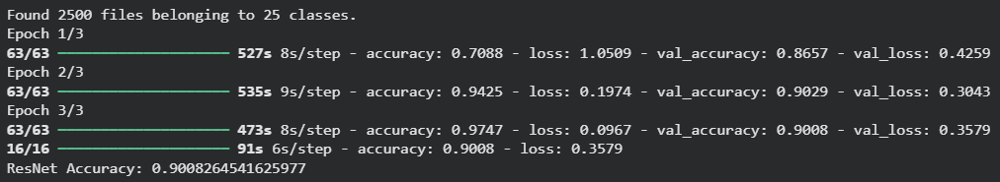 Found 2500 files belonging to 25 classes.
Epoch 1/3
63/63 ━━━━━━━━━━━━━━━━━━━━ 527s 8s/step - accuracy: 0.7088 - loss: 1.0509 - val_accuracy: 0.8657 - val_loss: 0.4259
Epoch 2/3
63/63 ━━━━━━━━━━━━━━━━━━━━ 535s 9s/step - accuracy: 0.9425 - loss: 0.1974 - val_accuracy: 0.9029 - val_loss: 0.3043
Epoch 3/3
63/63 ━━━━━━━━━━━━━━━━━━━━ 473s 8s/step - accuracy: 0.9747 - loss: 0.0967 - val_accuracy: 0.9008 - val_loss: 0.3579
16/16 ━━━━━━━━━━━━━━━━━━━━ 91s 6s/step - accuracy: 0.9008 - loss: 0.3579
ResNet Accuracy: 0.9008264541625977